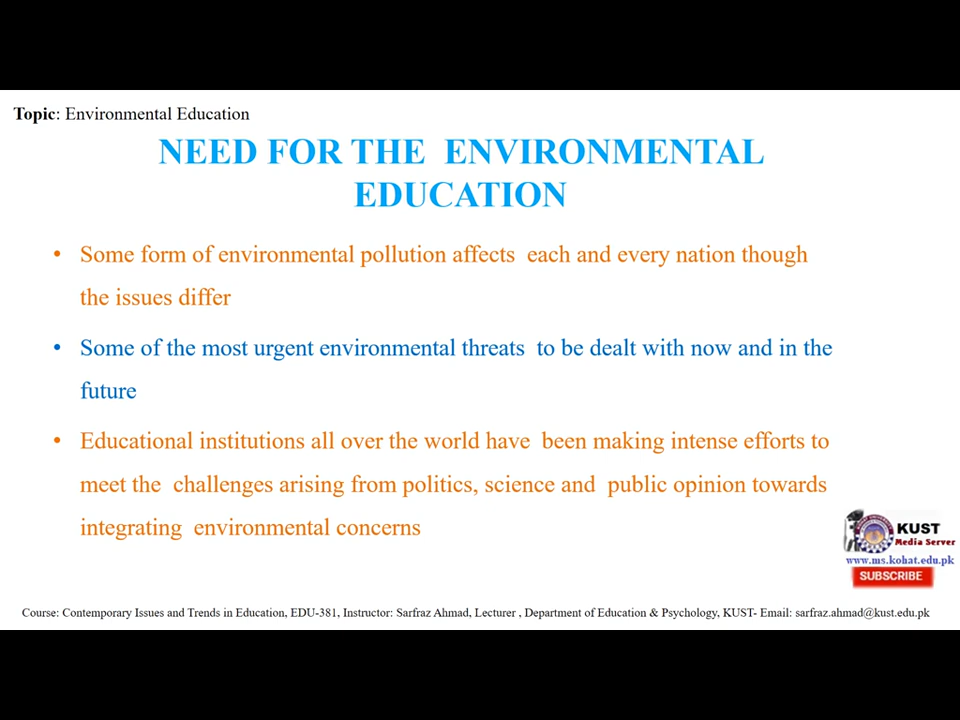 Topic: Environmental Education
NEED FOR THE ENVIRONMENTAL
EDUCATION
• Some form of environmental pollution affects each and every nation though
the issues differ
• Some of the most urgent environmental threats to be dealt with now and in the
future
• Educational institutions all over the world have been making intense efforts to
meet the challenges arising from politics, science and public opinion towards
integrating environmental concerns
KUST
Media Server
www.ms.kohat.edu.pk
SUBSCRIBE
Course: Contemporary Issues and Trends in Education, EDU-381, Instructor: Sarfraz Ahmad, Lecturer , Department of Education & Psychology, KUST- Email: sarfraz.ahmad@kust.edu.pk